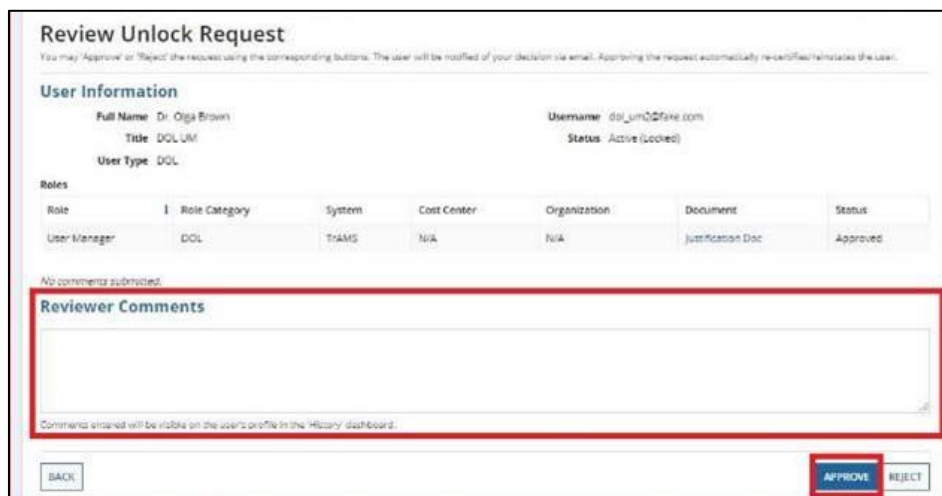 Review Unlock Request
You may 'Approve' or 'Reject' the request using the corresponding buttons. The user will be notified of your decision via email. Approving the request automatically re-certifies/reinstates the user.
User Information
Full Name Dr. Olga Brown Username dol_um2@fake.com
Title DOL UM Status Active (Locked)
User Type DOL
Roles
Role Role Category System Cost Center Organization Document Status
User Manager DOL TrAMS N/A N/A Justification Doc Approved
No comments submitted.
Reviewer Comments
Comments entered will be visible on the user's profile in the 'History' dashboard.
BACK APPROVE REJECT